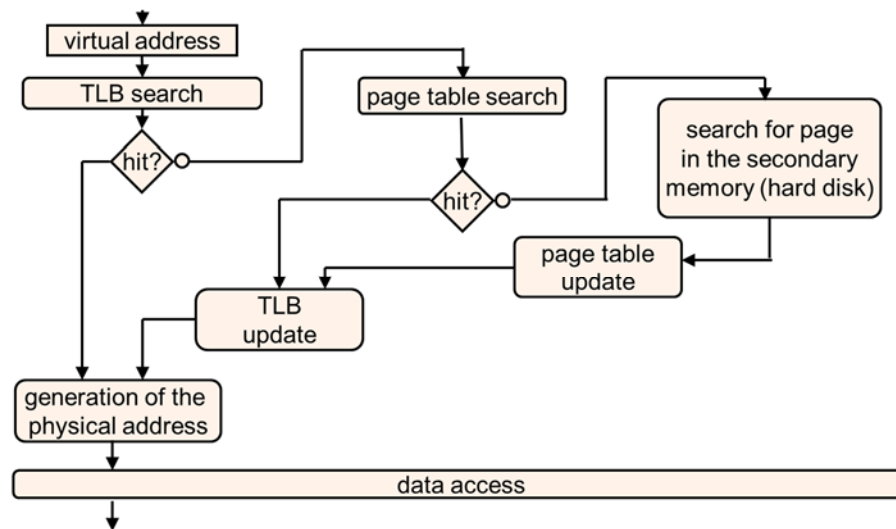 virtual address
TLB search
page table search
search for page
in the secondary
memory (hard disk)
hit?
hit?
page table
update
TLB
update
generation of the
physical address
data access